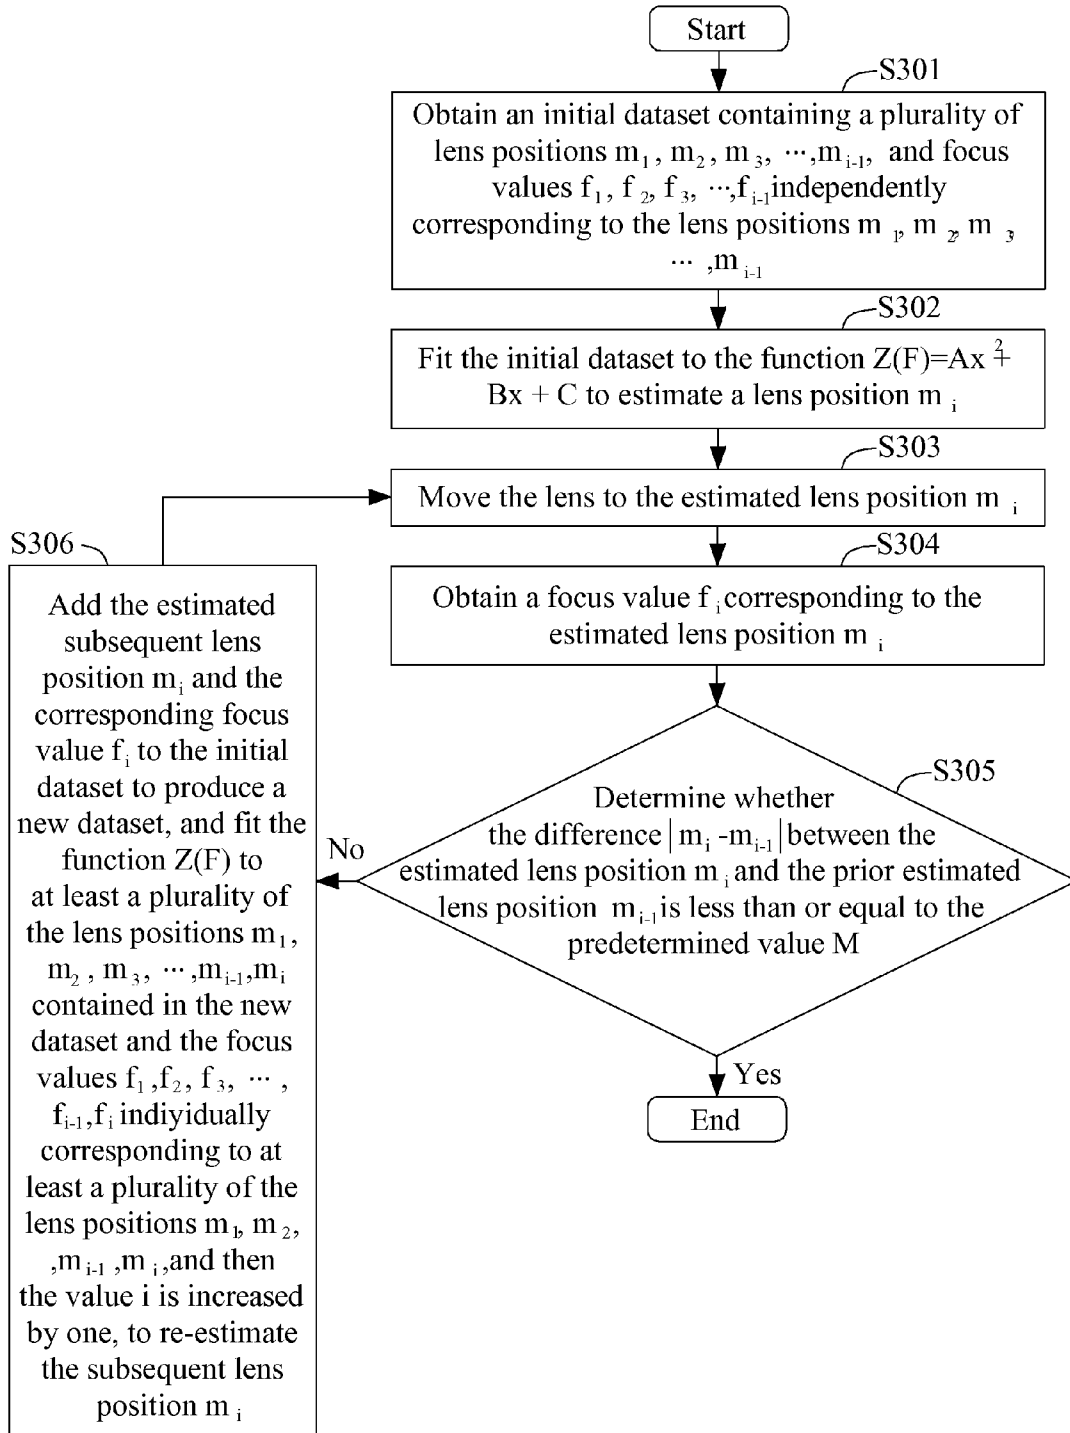 Start
S301
Obtain an initial dataset containing a plurality of
lens positions m₁, m₂, m₃, ⋯,mᵢ₋₁, and focus
values f₁, f₂, f₃, ⋯,fᵢ₋₁independently
corresponding to the lens positions m₁, m₂, m₃,
⋯ ,mᵢ₋₁
S302
Fit the initial dataset to the function Z(F)=Ax²+
Bx + C to estimate a lens position mᵢ
S303
Move the lens to the estimated lens position mᵢ
S304
Obtain a focus value fᵢcorresponding to the
estimated lens position mᵢ
S305
Determine whether
the difference |mᵢ -mᵢ₋₁| between the
estimated lens position mᵢ and the prior estimated
lens position mᵢ₋₁is less than or equal to the
predetermined value M
No
Yes
End
S306
Add the estimated
subsequent lens
position mᵢ and the
corresponding focus
value fᵢ to the initial
dataset to produce a
new dataset, and fit the
function Z(F) to
at least a plurality of
the lens positions m₁,
m₂ , m₃, ⋯,mᵢ₋₁,mᵢ
contained in the new
dataset and the focus
values f₁ ,f₂, f₃, ⋯ ,
fᵢ₋₁,fᵢ indiyidually
corresponding to at
least a plurality of the
lens positions m₁, m₂,
,mᵢ₋₁ ,mᵢ,and then
the value i is increased
by one, to re-estimate
the subsequent lens
position mᵢ